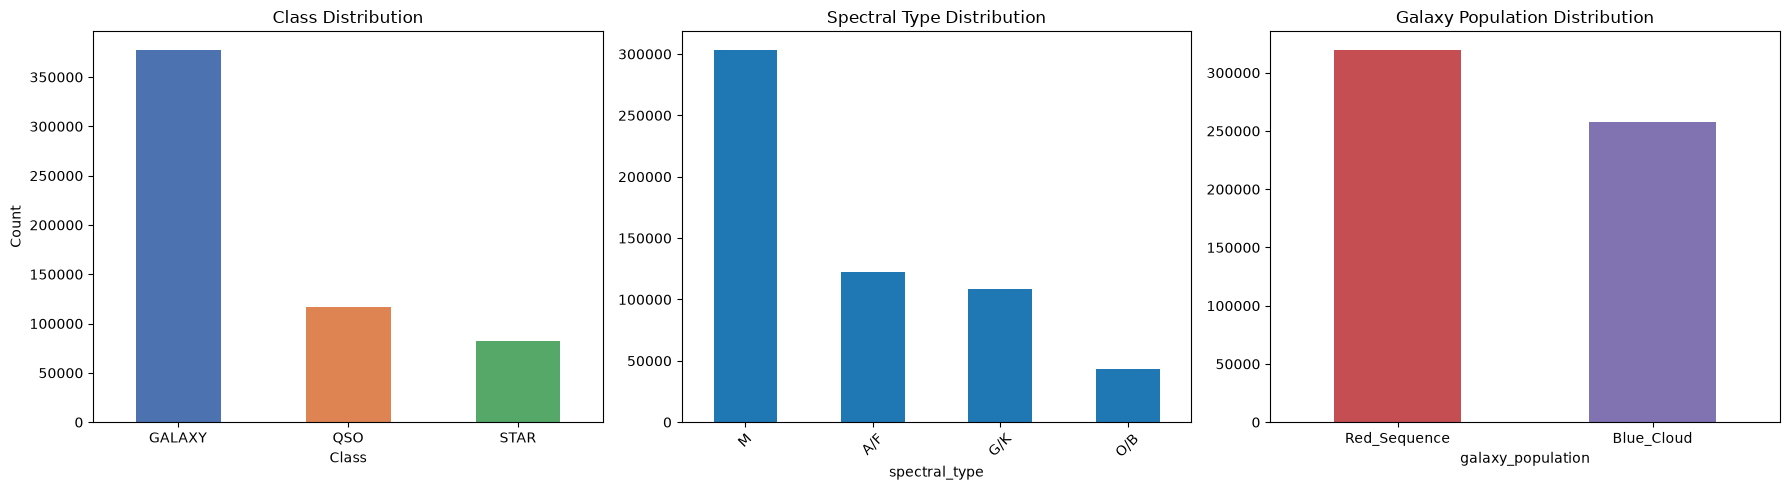 Class Distribution
350000
300000
250000
200000
150000
100000
50000
0
Count
GALAXY QSO STAR
Class
Spectral Type Distribution
300000
250000
200000
150000
100000
50000
0
M A/F G/K O/B
spectral_type
Galaxy Population Distribution
300000
250000
200000
150000
100000
50000
0
Red_Sequence Blue_Cloud
galaxy_population